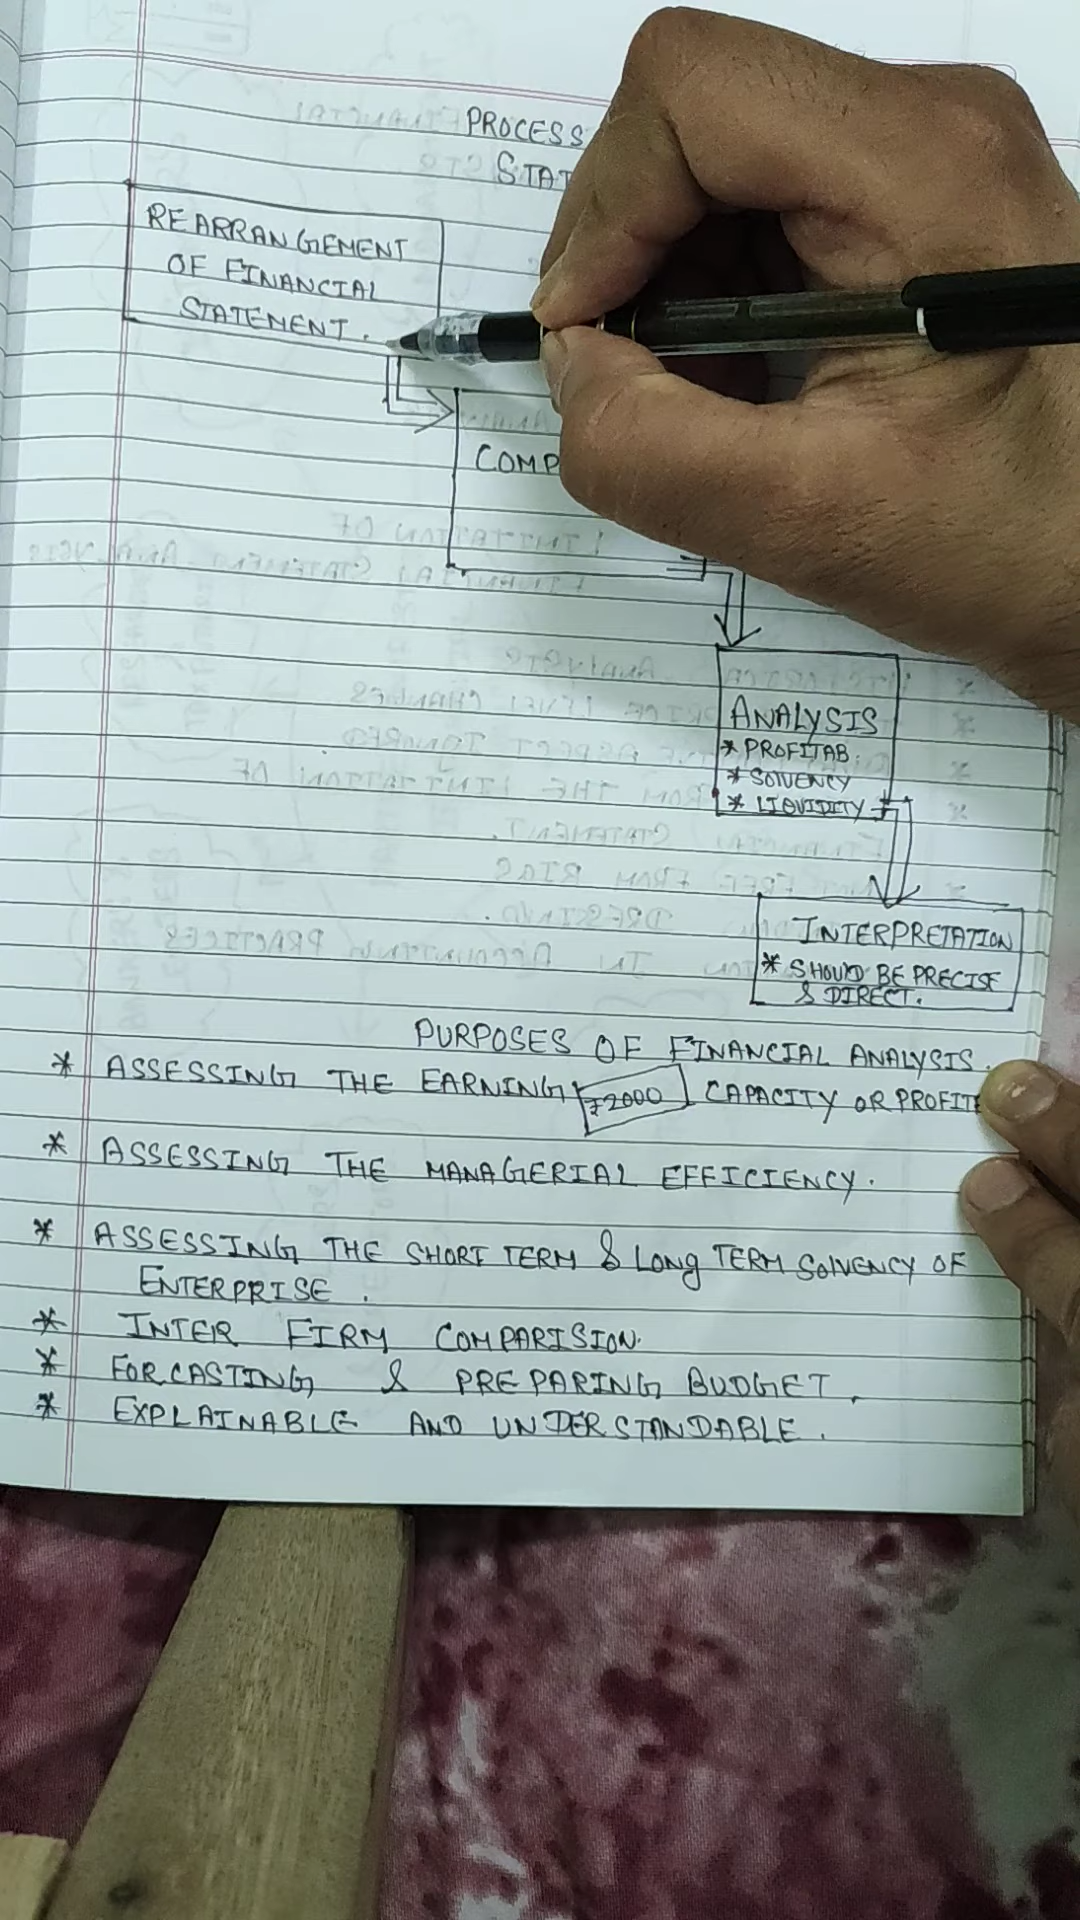 PROCESS
STAT
REARRANGEMENT
OF FINANCIAL
STATEMENT.
COMP
ANALYSIS
* PROFITAB.
* SOLVENCY
* LIQUIDITY
INTERPRETATION
* SHOULD BE PRECISE
& DIRECT.
PURPOSES OF FINANCIAL ANALYSIS.
* ASSESSING THE EARNING ₹2000 CAPACITY OR PROFIT
* ASSESSING THE MANAGERIAL EFFICIENCY.
* ASSESSING THE SHORT TERM & LONG TERM SOLVENCY OF
ENTERPRISE.
* INTER FIRM COMPARISION.
* FORCASTING & PREPARING BUDGET.
* EXPLAINABLE AND UNDERSTANDABLE.